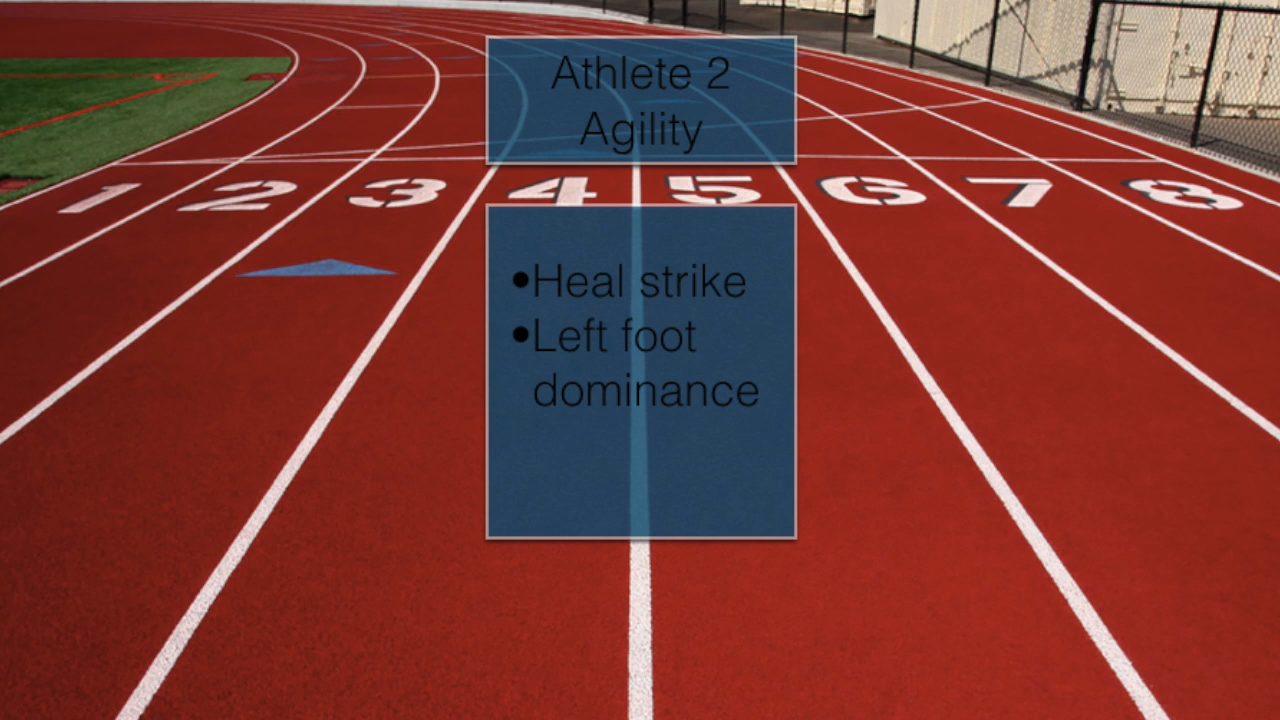 Athlete 2
Agility
1 2 3 4 5 6 7 8
•Heal strike
•Left foot
dominance